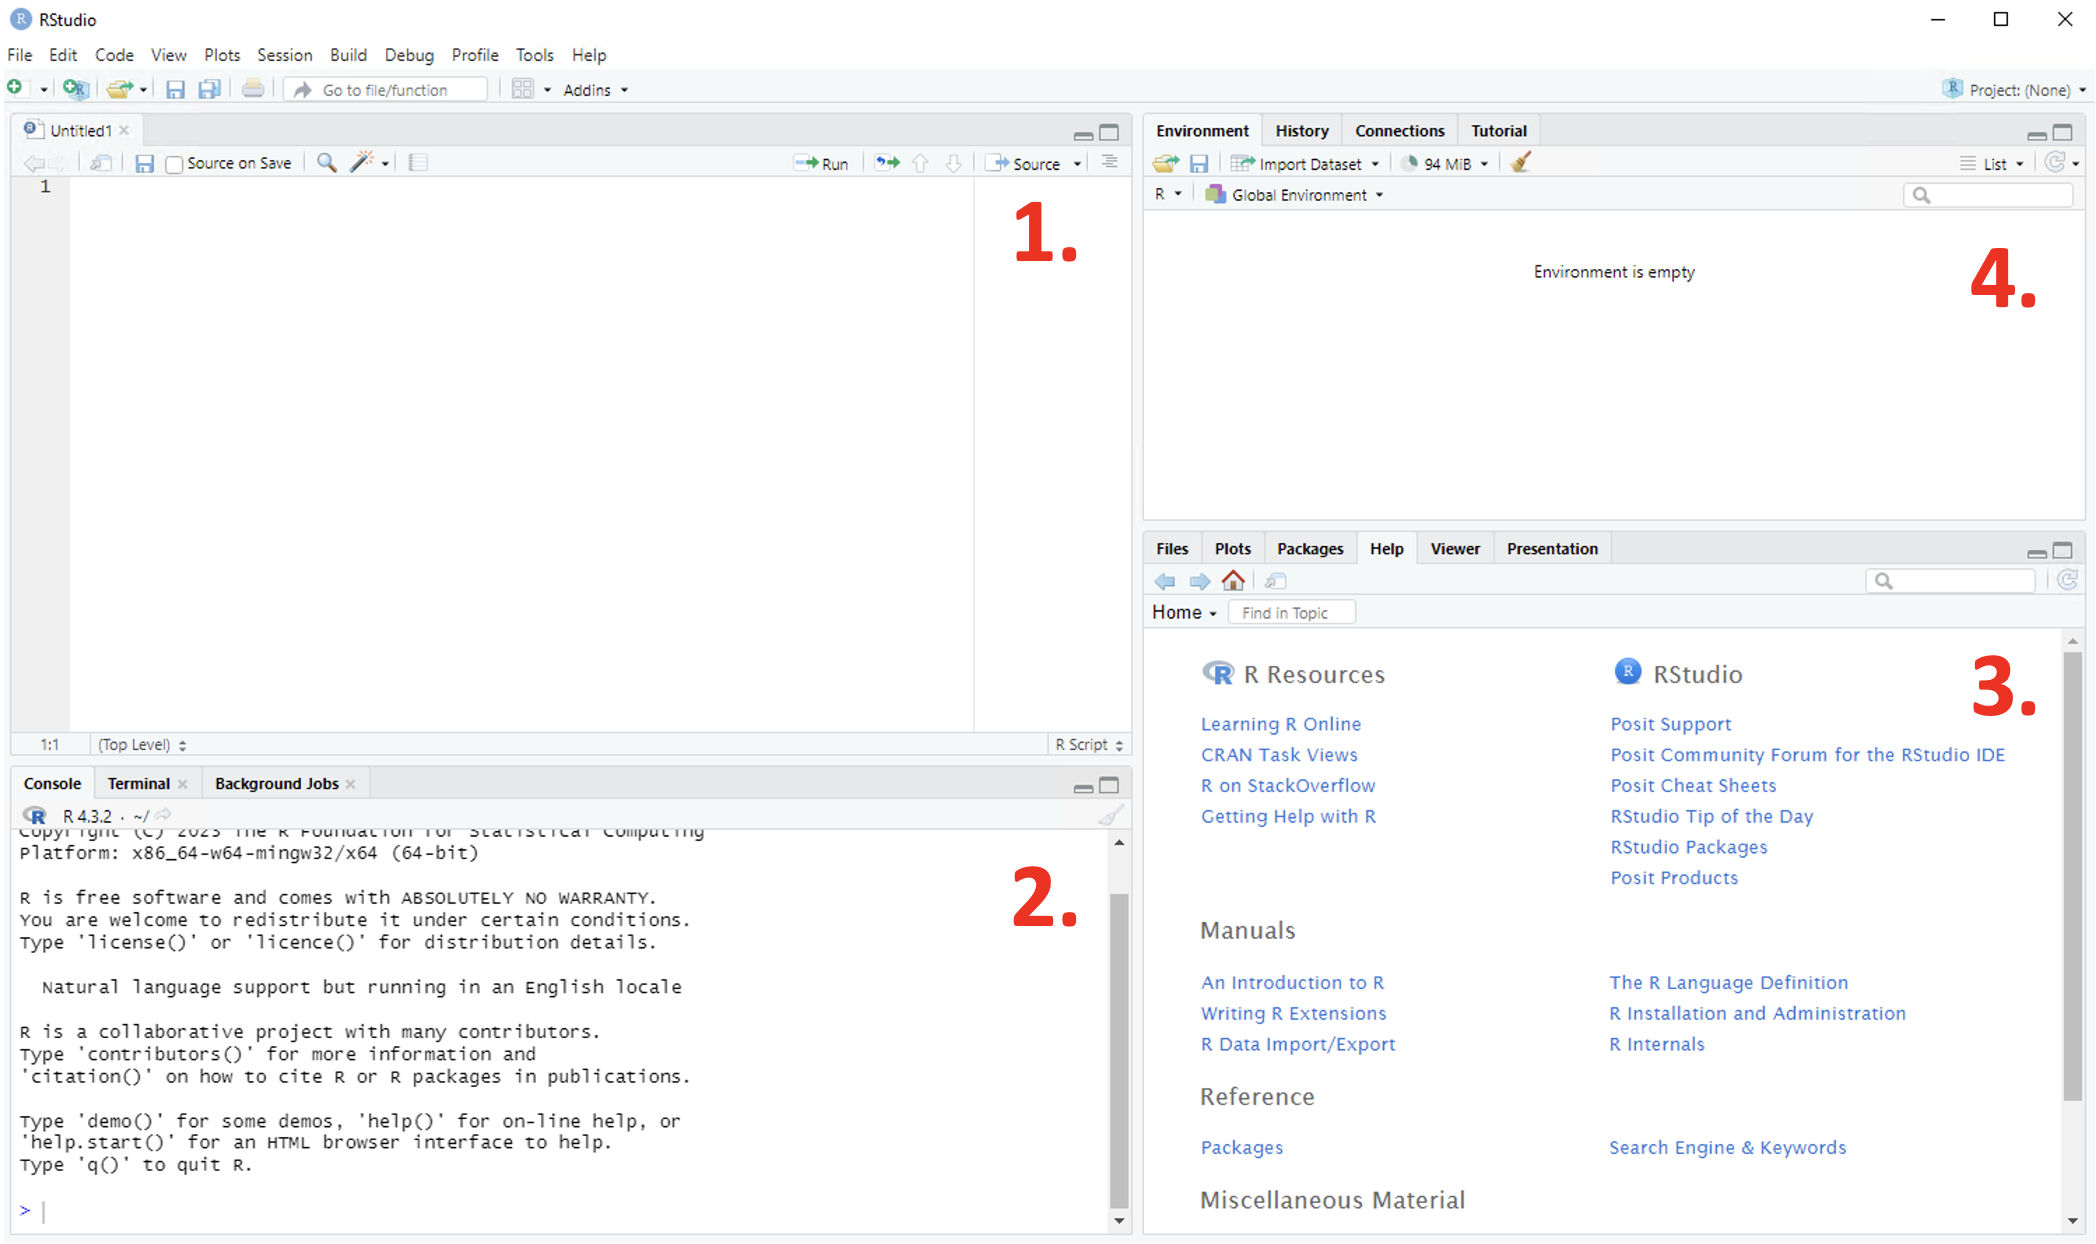 RStudio
File Edit Code View Plots Session Build Debug Profile Tools Help
Go to file/function Addins Project: (None)
Untitled1
Source on Save Run Source
1
1.
1:1 (Top Level) R Script
Console Terminal Background Jobs
R 4.3.2 · ~/
Copyright (C) 2023 The R Foundation for Statistical Computing
Platform: x86_64-w64-mingw32/x64 (64-bit)
R is free software and comes with ABSOLUTELY NO WARRANTY.
You are welcome to redistribute it under certain conditions.
Type 'license()' or 'licence()' for distribution details.
Natural language support but running in an English locale
R is a collaborative project with many contributors.
Type 'contributors()' for more information and
'citation()' on how to cite R or R packages in publications.
Type 'demo()' for some demos, 'help()' for on-line help, or
'help.start()' for an HTML browser interface to help.
Type 'q()' to quit R.
>
2.
Environment History Connections Tutorial
Import Dataset 94 MiB List
R Global Environment
Environment is empty
4.
Files Plots Packages Help Viewer Presentation
Home Find in Topic
R Resources
Learning R Online
CRAN Task Views
R on StackOverflow
Getting Help with R
RStudio
Posit Support
Posit Community Forum for the RStudio IDE
Posit Cheat Sheets
RStudio Tip of the Day
RStudio Packages
Posit Products
3.
Manuals
An Introduction to R
Writing R Extensions
R Data Import/Export
The R Language Definition
R Installation and Administration
R Internals
Reference
Packages
Search Engine & Keywords
Miscellaneous Material